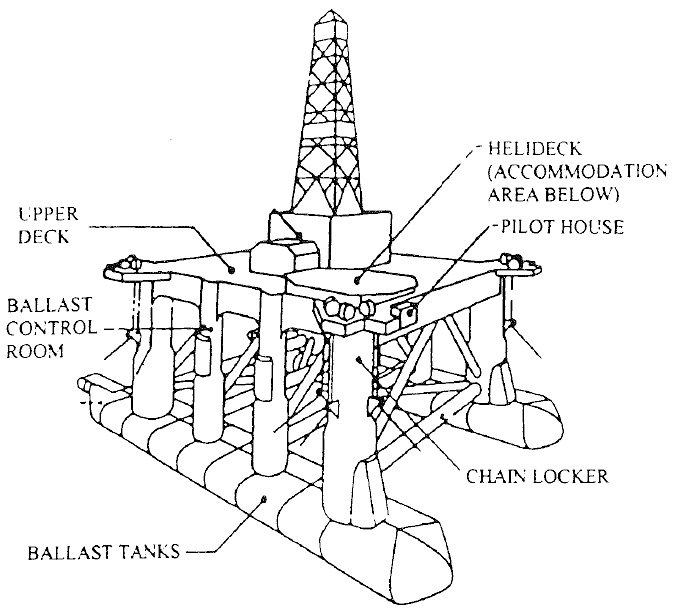 HELIDECK
(ACCOMMODATION
AREA BELOW)
PILOT HOUSE
UPPER
DECK
BALLAST
CONTROL
ROOM
CHAIN LOCKER
BALLAST TANKS